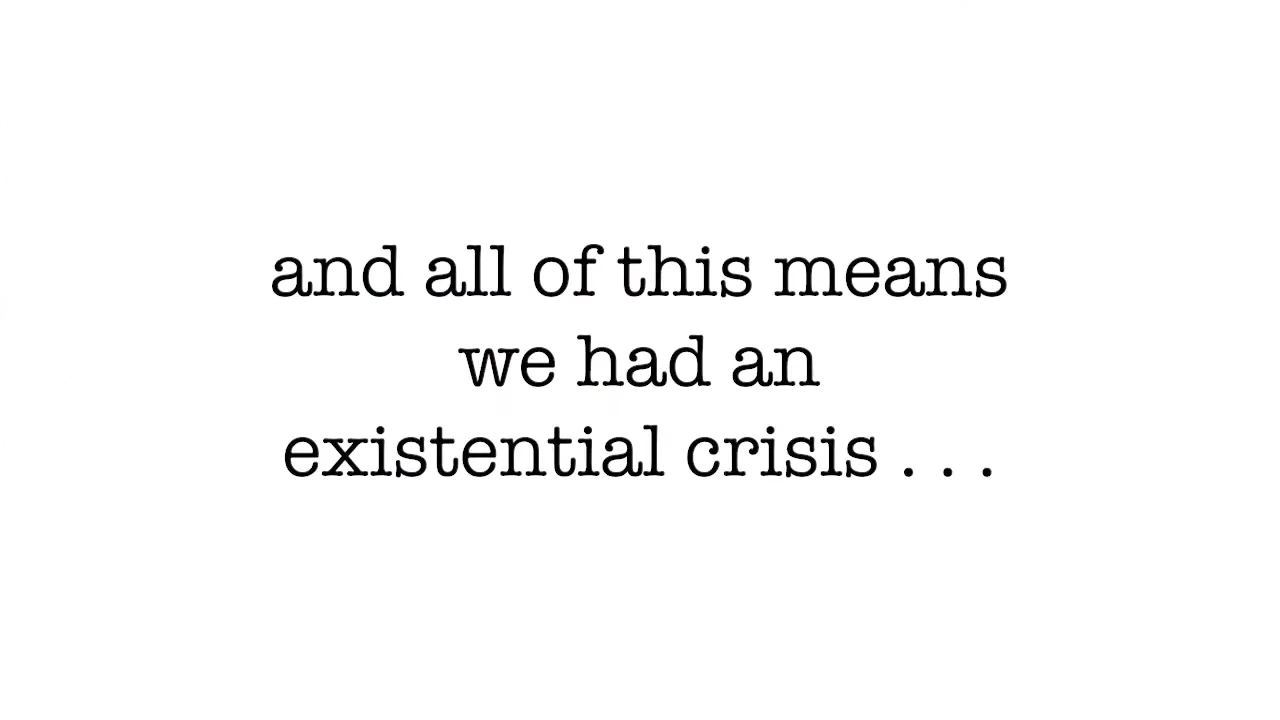 and all of this means
we had an
existential crisis . . .